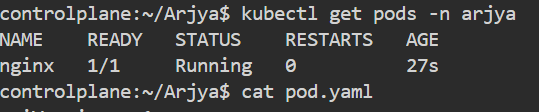 controlplane:~/Arjya$ kubectl get pods -n arjya
NAME    READY   STATUS    RESTARTS   AGE
nginx   1/1     Running   0          27s
controlplane:~/Arjya$ cat pod.yaml